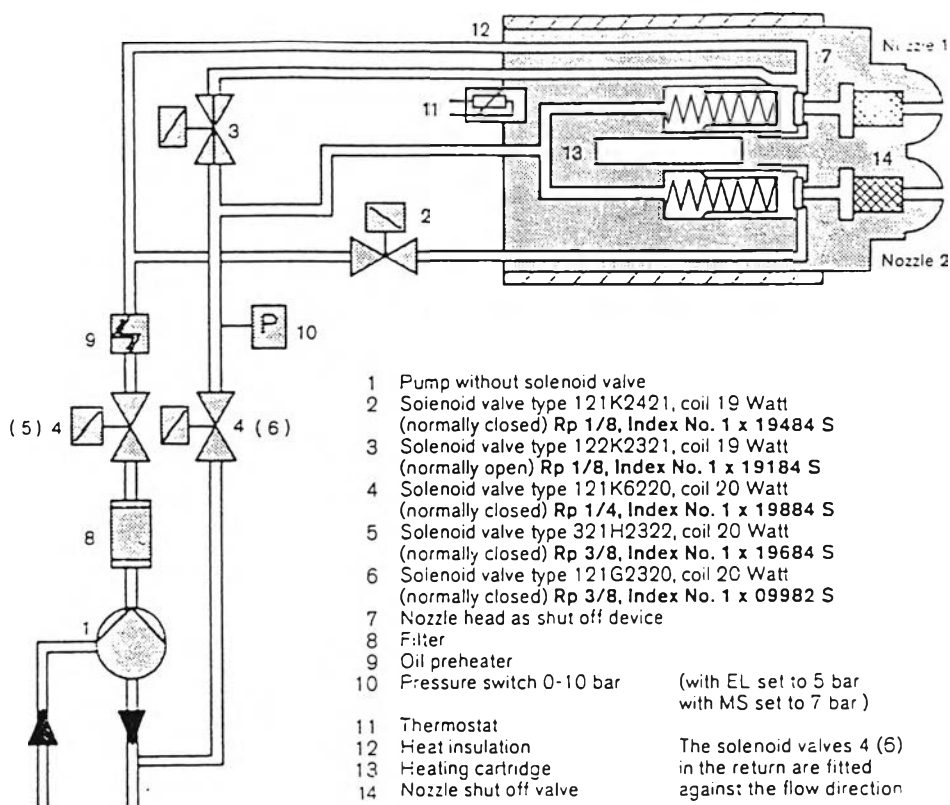 12
7
Nozzle 1
11
3
13
14
2
Nozzle 2
9
P
10
(5) 4
4 (6)
8
1
1 Pump without solenoid valve
2 Soienoid valve type 121K2421, coil 19 Watt
(normally closed) Rp 1/8, Index No. 1 x 19484 S
3 Solenoid valve type 122K2321, coil 19 Watt
(normally open) Rp 1/8, Index No. 1 x 19184 S
4 Solenoid valve type 121K6220, coil 20 Watt
(normally closed) Rp 1/4, Index No. 1 x 19884 S
5 Solenoid valve type 321H2322, coil 20 Watt
(normally closed) Rp 3/8, Index No. 1 x 19684 S
6 Solenoid valve type 121G2320, coil 20 Watt
(normally closed) Rp 3/8, Index No. 1 x 09982 S
7 Nozzle head as shut off device
8 Filter
9 Oil preheater
10 Pressure switch 0-10 bar (with EL set to 5 bar
with MS set to 7 bar )
11 Thermostat
12 Heat insulation The solenoid valves 4 (6)
13 Heating cartridge in the return are fitted
14 Nozzle shut off valve against the flow direction